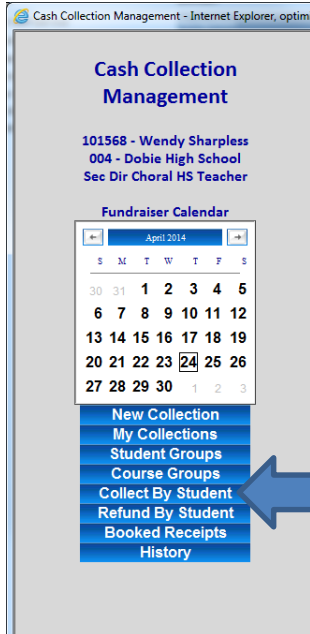 Cash Collection Management - Internet Explorer, optim
Cash Collection
Management
101568 - Wendy Sharpless
004 - Dobie High School
Sec Dir Choral HS Teacher
Fundraiser Calendar
April 2014
S M T W T F S
30 31 1 2 3 4 5
6 7 8 9 10 11 12
13 14 15 16 17 18 19
20 21 22 23 24 25 26
27 28 29 30 1 2 3
New Collection
My Collections
Student Groups
Course Groups
Collect By Student
Refund By Student
Booked Receipts
History